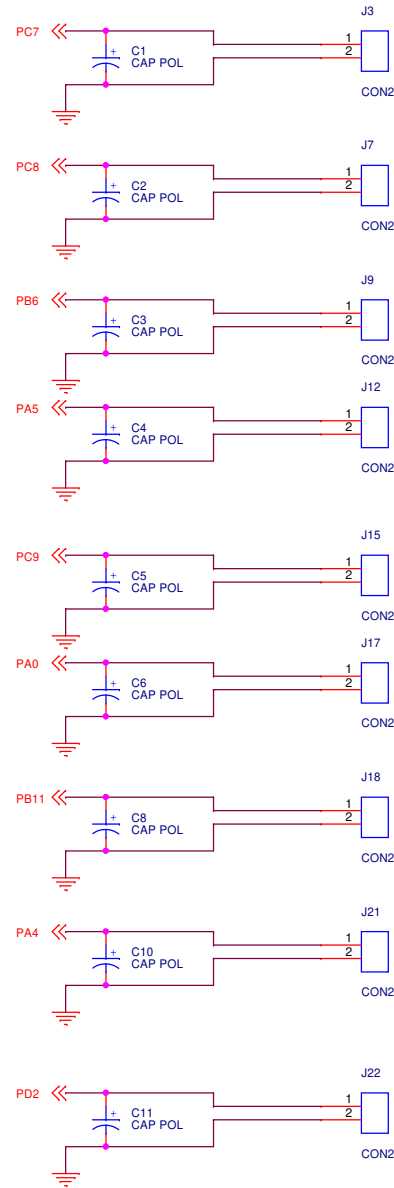 J3
PC7
1
2
+
C1
CAP POL
CON2
J7
PC8
1
2
+
C2
CAP POL
CON2
J9
PB6
1
2
+
C3
CAP POL
CON2
J12
PA5
1
2
+
C4
CAP POL
CON2
J15
PC9
1
2
+
C5
CAP POL
CON2
J17
PA0
1
2
+
C6
CAP POL
CON2
J18
PB11
1
2
+
C8
CAP POL
CON2
J21
PA4
1
2
+
C10
CAP POL
CON2
J22
PD2
1
2
+
C11
CAP POL
CON2